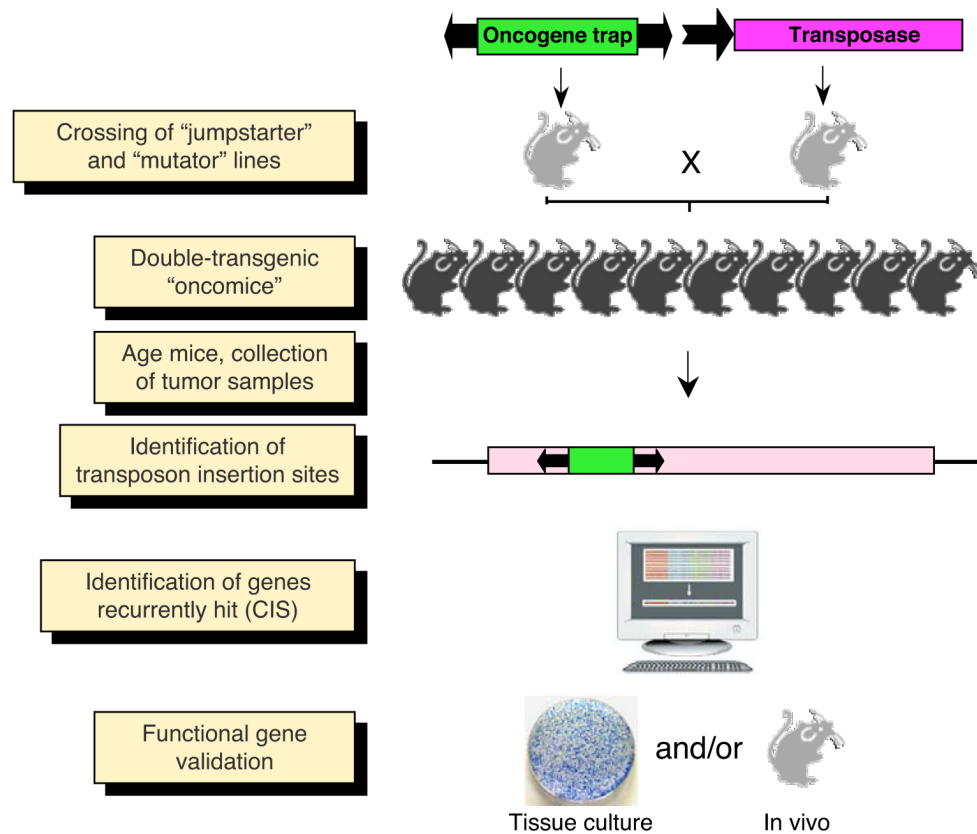 Oncogene trap
Transposase
Crossing of “jumpstarter”
and “mutator” lines
X
Double-transgenic
“oncomice”
Age mice, collection
of tumor samples
Identification of
transposon insertion sites
Identification of genes
recurrently hit (CIS)
Functional gene
validation
and/or
Tissue culture
In vivo